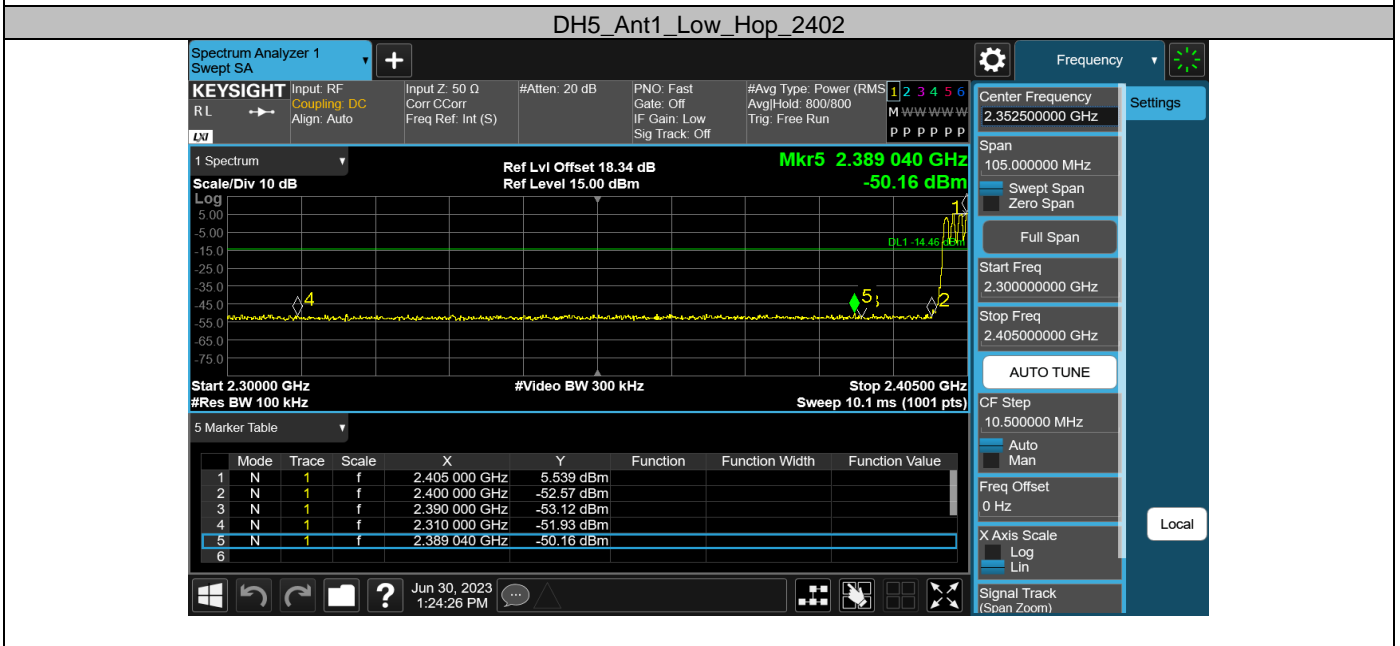 DH5_Ant1_Low_Hop_2402
Spectrum Analyzer 1
Swept SA
Frequency
KEYSIGHT
RL
LXI
Input: RF
Coupling: DC
Align: Auto
Input Z: 50 Ω
Corr CCorr
Freq Ref: Int (S)
#Atten: 20 dB
PNO: Fast
Gate: Off
IF Gain: Low
Sig Track: Off
#Avg Type: Power (RMS
Avg|Hold: 800/800
Trig: Free Run
1 2 3 4 5 6
M W W W W W
P P P P P P
1 Spectrum
Scale/Div 10 dB
Ref Lvl Offset 18.34 dB
Ref Level 15.00 dBm
Mkr5 2.389 040 GHz
-50.16 dBm
Log
5.00
-5.00
-15.0
-25.0
-35.0
-45.0
-55.0
-65.0
-75.0
1
DL1 -14.46 dBm
4
5
2
Start 2.30000 GHz
#Res BW 100 kHz
#Video BW 300 kHz
Stop 2.40500 GHz
Sweep 10.1 ms (1001 pts)
5 Marker Table
Mode Trace Scale X Y Function Function Width Function Value
1 N 1 f 2.405 000 GHz 5.539 dBm
2 N 1 f 2.400 000 GHz -52.57 dBm
3 N 1 f 2.390 000 GHz -53.12 dBm
4 N 1 f 2.310 000 GHz -51.93 dBm
5 N 1 f 2.389 040 GHz -50.16 dBm
6
Jun 30, 2023
1:24:26 PM
Center Frequency
2.352500000 GHz
Settings
Span
105.000000 MHz
Swept Span
Zero Span
Full Span
Start Freq
2.300000000 GHz
Stop Freq
2.405000000 GHz
AUTO TUNE
CF Step
10.500000 MHz
Auto
Man
Freq Offset
0 Hz
X Axis Scale
Log
Lin
Local
Signal Track
(Span Zoom)